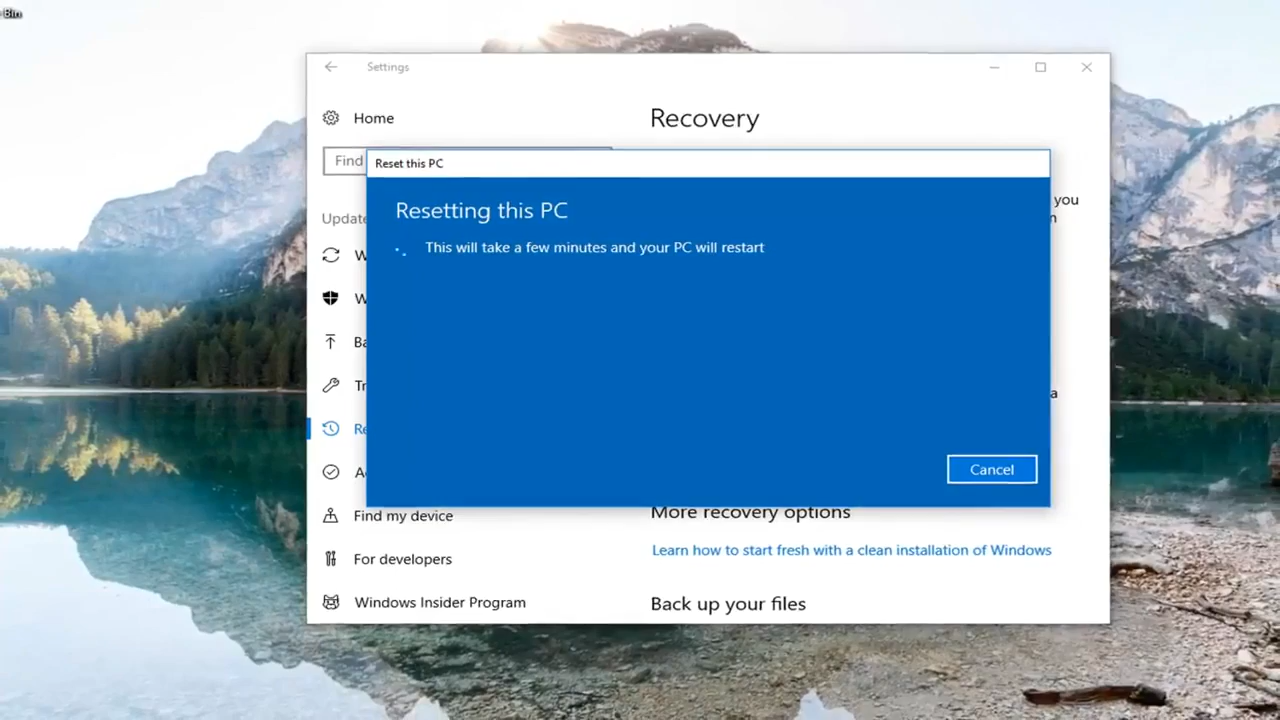 Bin
Settings
Home
Recovery
Find
Reset this PC
Resetting this PC
you
Update
This will take a few minutes and your PC will restart
W
W
Ba
Tr
a
Re
Cancel
A
Find my device
More recovery options
For developers
Learn how to start fresh with a clean installation of Windows
Windows Insider Program
Back up your files